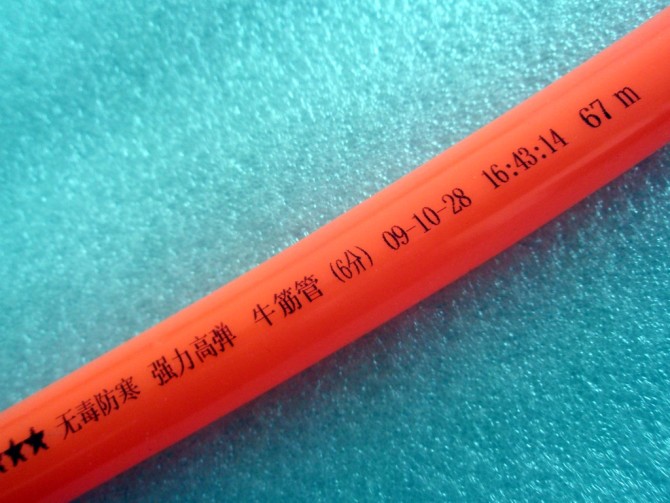 ★★★ 无毒防寒 强力高弹 牛筋管 (6分) 09-10-28 16:43:14 67 m